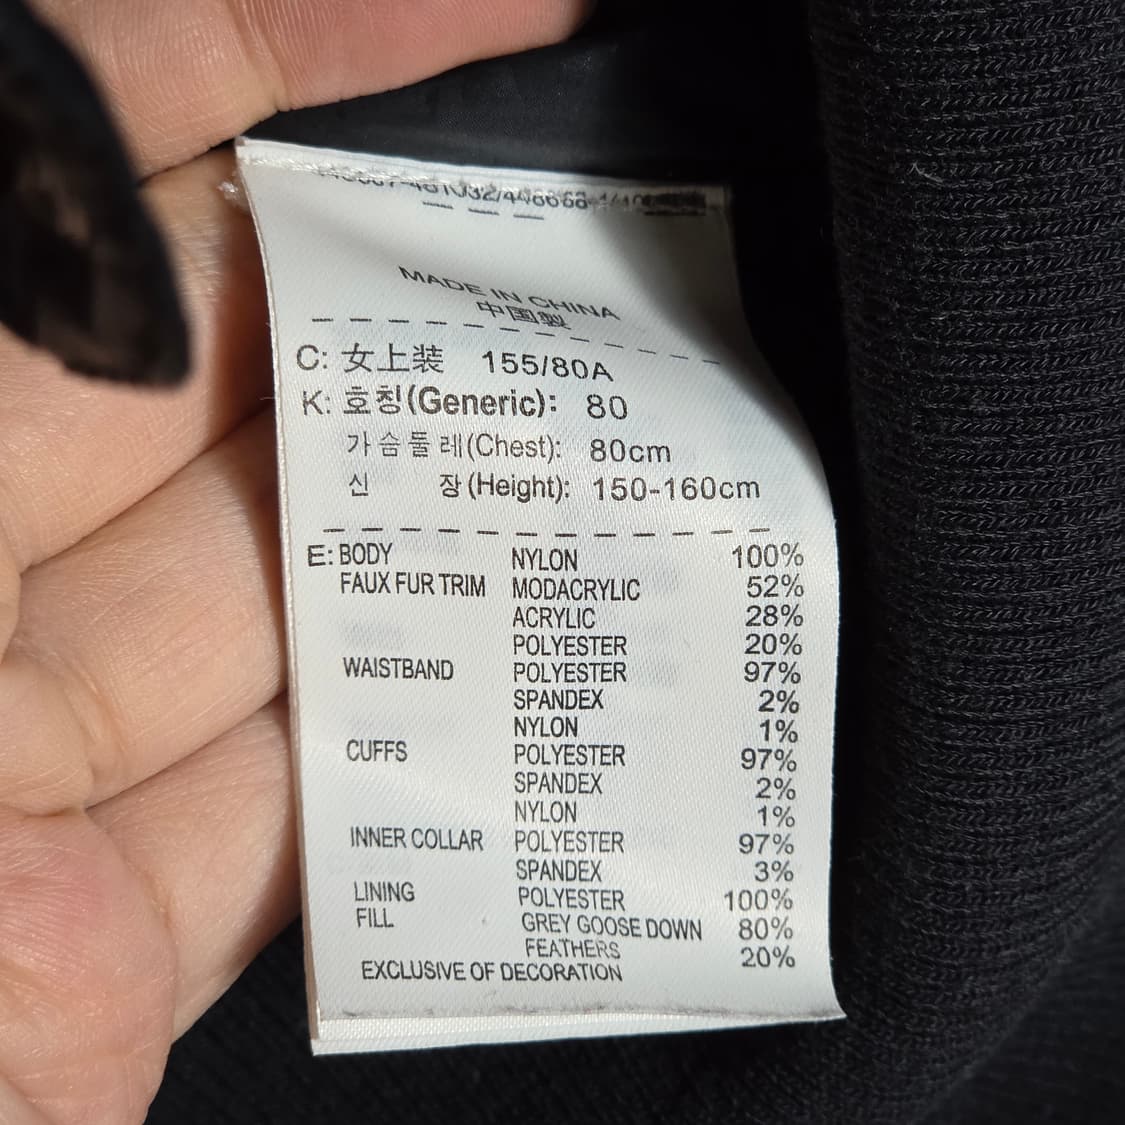 MADE IN CHINA
中国製
C: 女上装 155/80A
K: 호칭(Generic): 80
가슴둘레(Chest): 80cm
신 장(Height): 150-160cm
E: BODY NYLON 100%
FAUX FUR TRIM MODACRYLIC 52%
ACRYLIC 28%
POLYESTER 20%
WAISTBAND POLYESTER 97%
SPANDEX 2%
NYLON 1%
CUFFS POLYESTER 97%
SPANDEX 2%
NYLON 1%
INNER COLLAR POLYESTER 97%
SPANDEX 3%
LINING POLYESTER 100%
FILL GREY GOOSE DOWN 80%
FEATHERS 20%
EXCLUSIVE OF DECORATION